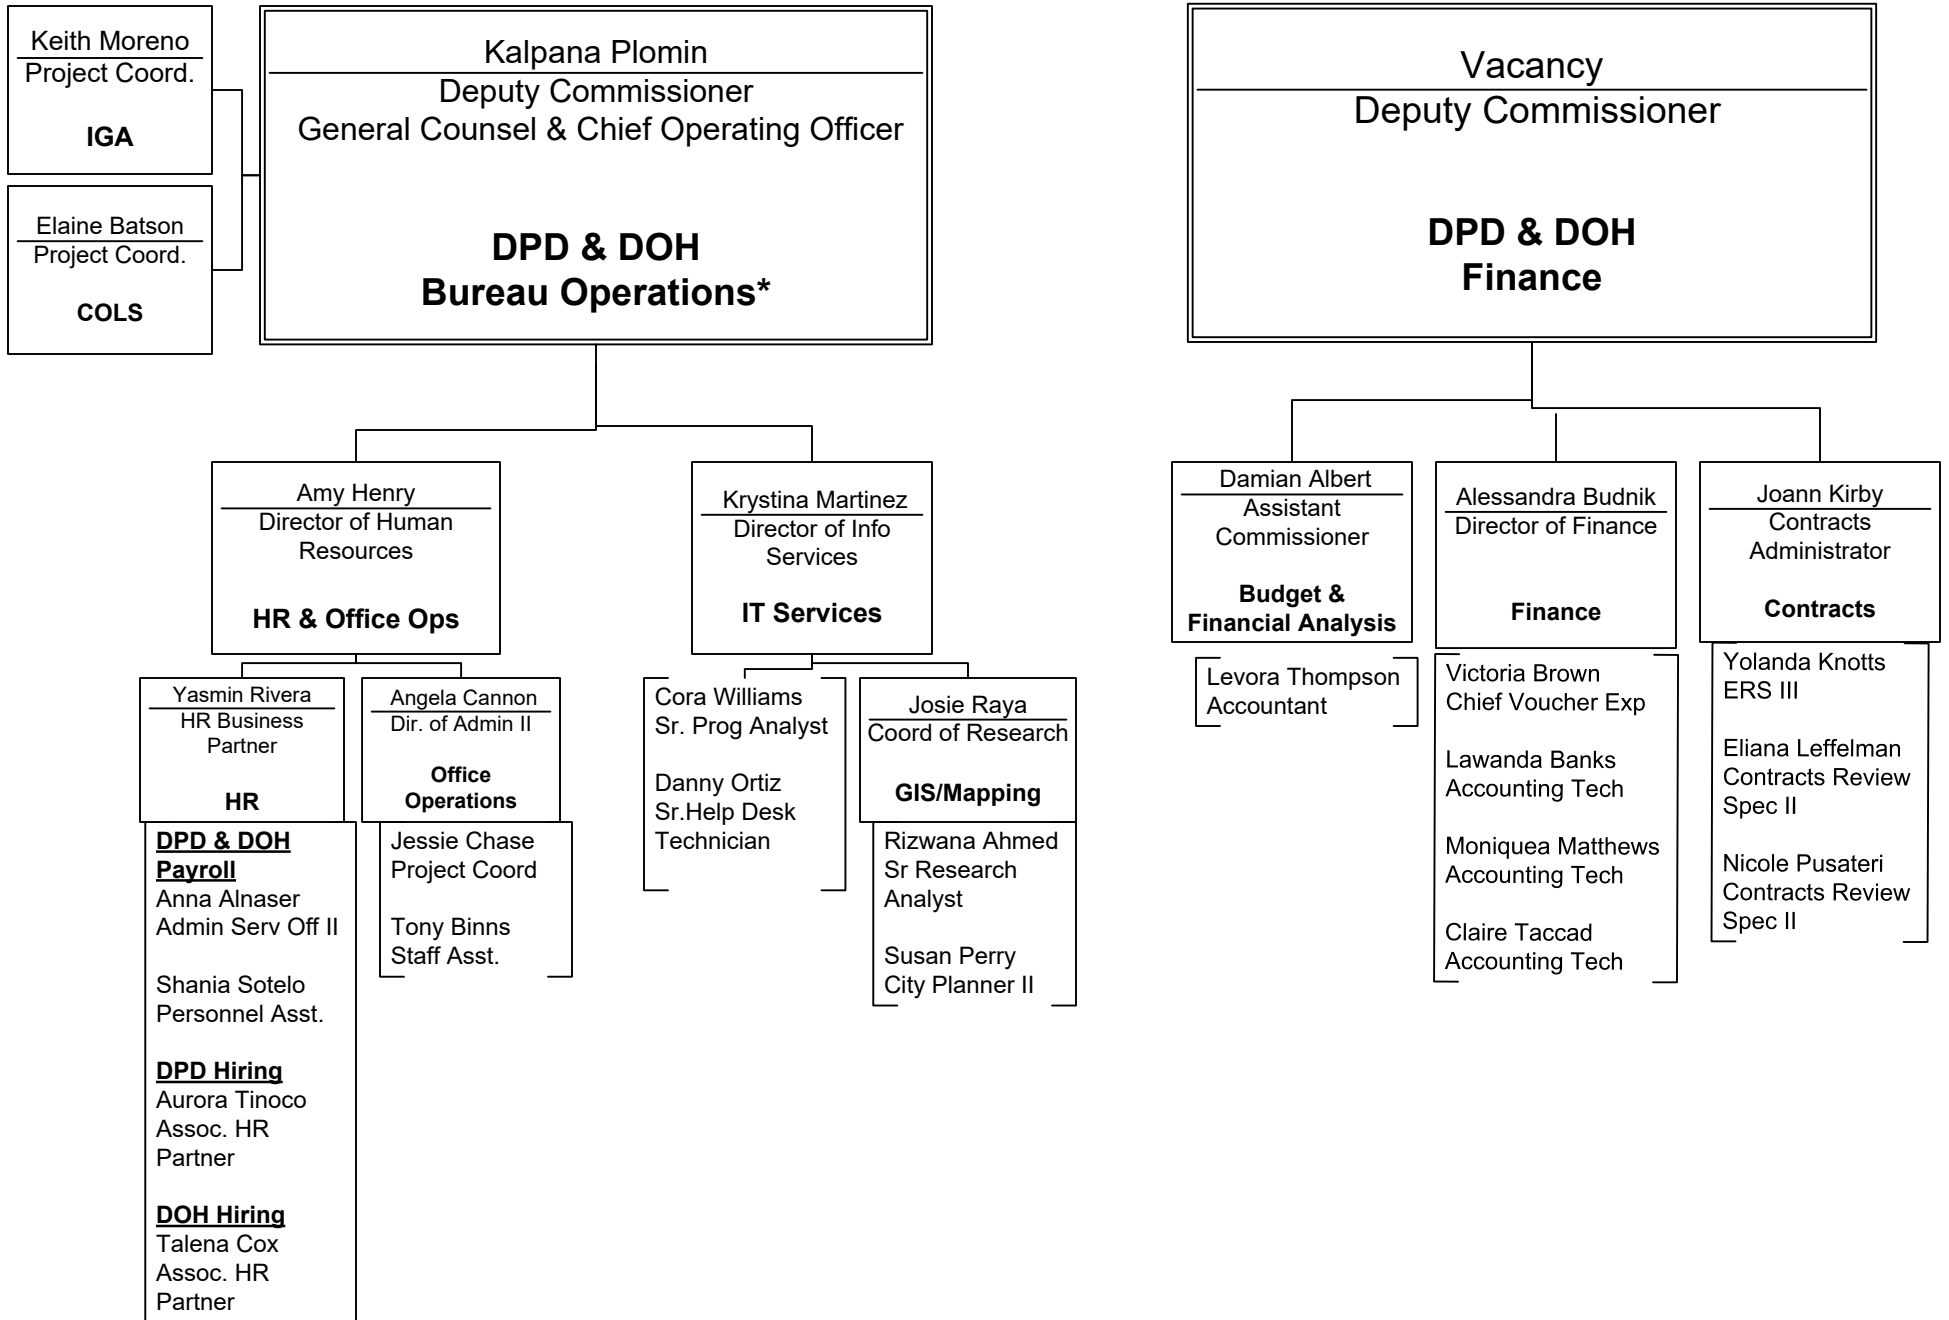 Keith Moreno
Project Coord.
IGA
Elaine Batson
Project Coord.
COLS
Kalpana Plomin
Deputy Commissioner
General Counsel & Chief Operating Officer
DPD & DOH
Bureau Operations*
Vacancy
Deputy Commissioner
DPD & DOH
Finance
Amy Henry
Director of Human
Resources
HR & Office Ops
Krystina Martinez
Director of Info
Services
IT Services
Damian Albert
Assistant
Commissioner
Budget &
Financial Analysis
Alessandra Budnik
Director of Finance
Finance
Joann Kirby
Contracts
Administrator
Contracts
Yasmin Rivera
HR Business
Partner
HR
Angela Cannon
Dir. of Admin II
Office
Operations
Cora Williams
Sr. Prog Analyst
Danny Ortiz
Sr.Help Desk
Technician
Josie Raya
Coord of Research
GIS/Mapping
Levora Thompson
Accountant
Victoria Brown
Chief Voucher Exp
Lawanda Banks
Accounting Tech
Moniquea Matthews
Accounting Tech
Claire Taccad
Accounting Tech
Yolanda Knotts
ERS III
Eliana Leffelman
Contracts Review
Spec II
Nicole Pusateri
Contracts Review
Spec II
DPD & DOH
Payroll
Anna Alnaser
Admin Serv Off II
Shania Sotelo
Personnel Asst.
DPD Hiring
Aurora Tinoco
Assoc. HR
Partner
DOH Hiring
Talena Cox
Assoc. HR
Partner
Jessie Chase
Project Coord
Tony Binns
Staff Asst.
Rizwana Ahmed
Sr Research
Analyst
Susan Perry
City Planner II